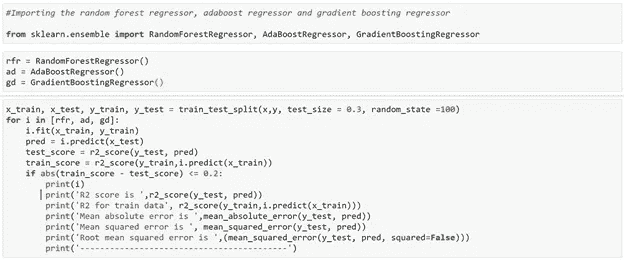 #Importing the random forest regressor, adaboost regressor and gradient boosting regressor
from sklearn.ensemble import RandomForestRegressor, AdaBoostRegressor, GradientBoostingRegressor
rfr = RandomForestRegressor()
ad = AdaBoostRegressor()
gd = GradientBoostingRegressor()
x_train, x_test, y_train, y_test = train_test_split(x,y, test_size = 0.3, random_state =100)
for i in [rfr, ad, gd]:
    i.fit(x_train, y_train)
    pred = i.predict(x_test)
    test_score = r2_score(y_test, pred)
    train_score = r2_score(y_train,i.predict(x_train))
    if abs(train_score - test_score) <= 0.2:
        print(i)
        print('R2 score is ',r2_score(y_test, pred))
        print('R2 for train data', r2_score(y_train,i.predict(x_train)))
        print('Mean absolute error is ',mean_absolute_error(y_test, pred))
        print('Mean squared error is ', mean_squared_error(y_test, pred))
        print('Root mean squared error is ',(mean_squared_error(y_test, pred, squared=False)))
        print('------------------------------------------')